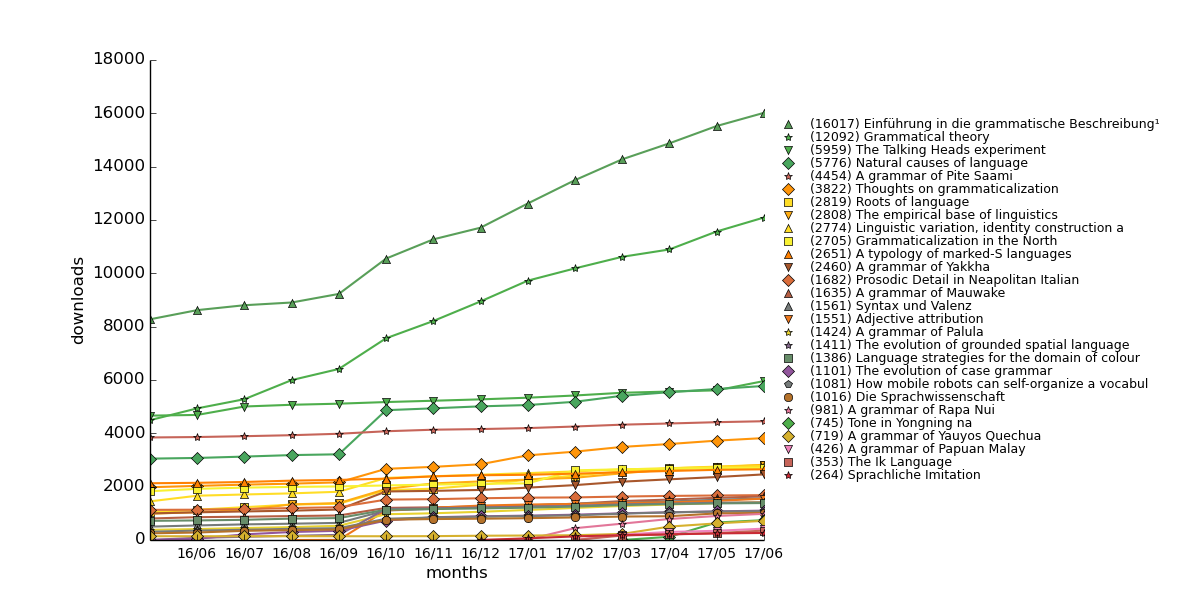 18000
16000
14000
12000
10000
8000
6000
4000
2000
0
downloads
16/06 16/07 16/08 16/09 16/10 16/11 16/12 17/01 17/02 17/03 17/04 17/05 17/06
months
(16017) Einführung in die grammatische Beschreibung¹
(12092) Grammatical theory
(5959) The Talking Heads experiment
(5776) Natural causes of language
(4454) A grammar of Pite Saami
(3822) Thoughts on grammaticalization
(2819) Roots of language
(2808) The empirical base of linguistics
(2774) Linguistic variation, identity construction a
(2705) Grammaticalization in the North
(2651) A typology of marked-S languages
(2460) A grammar of Yakkha
(1682) Prosodic Detail in Neapolitan Italian
(1635) A grammar of Mauwake
(1561) Syntax und Valenz
(1551) Adjective attribution
(1424) A grammar of Palula
(1411) The evolution of grounded spatial language
(1386) Language strategies for the domain of colour
(1101) The evolution of case grammar
(1081) How mobile robots can self-organize a vocabul
(1016) Die Sprachwissenschaft
(981) A grammar of Rapa Nui
(745) Tone in Yongning na
(719) A grammar of Yauyos Quechua
(426) A grammar of Papuan Malay
(353) The Ik Language
(264) Sprachliche Imitation